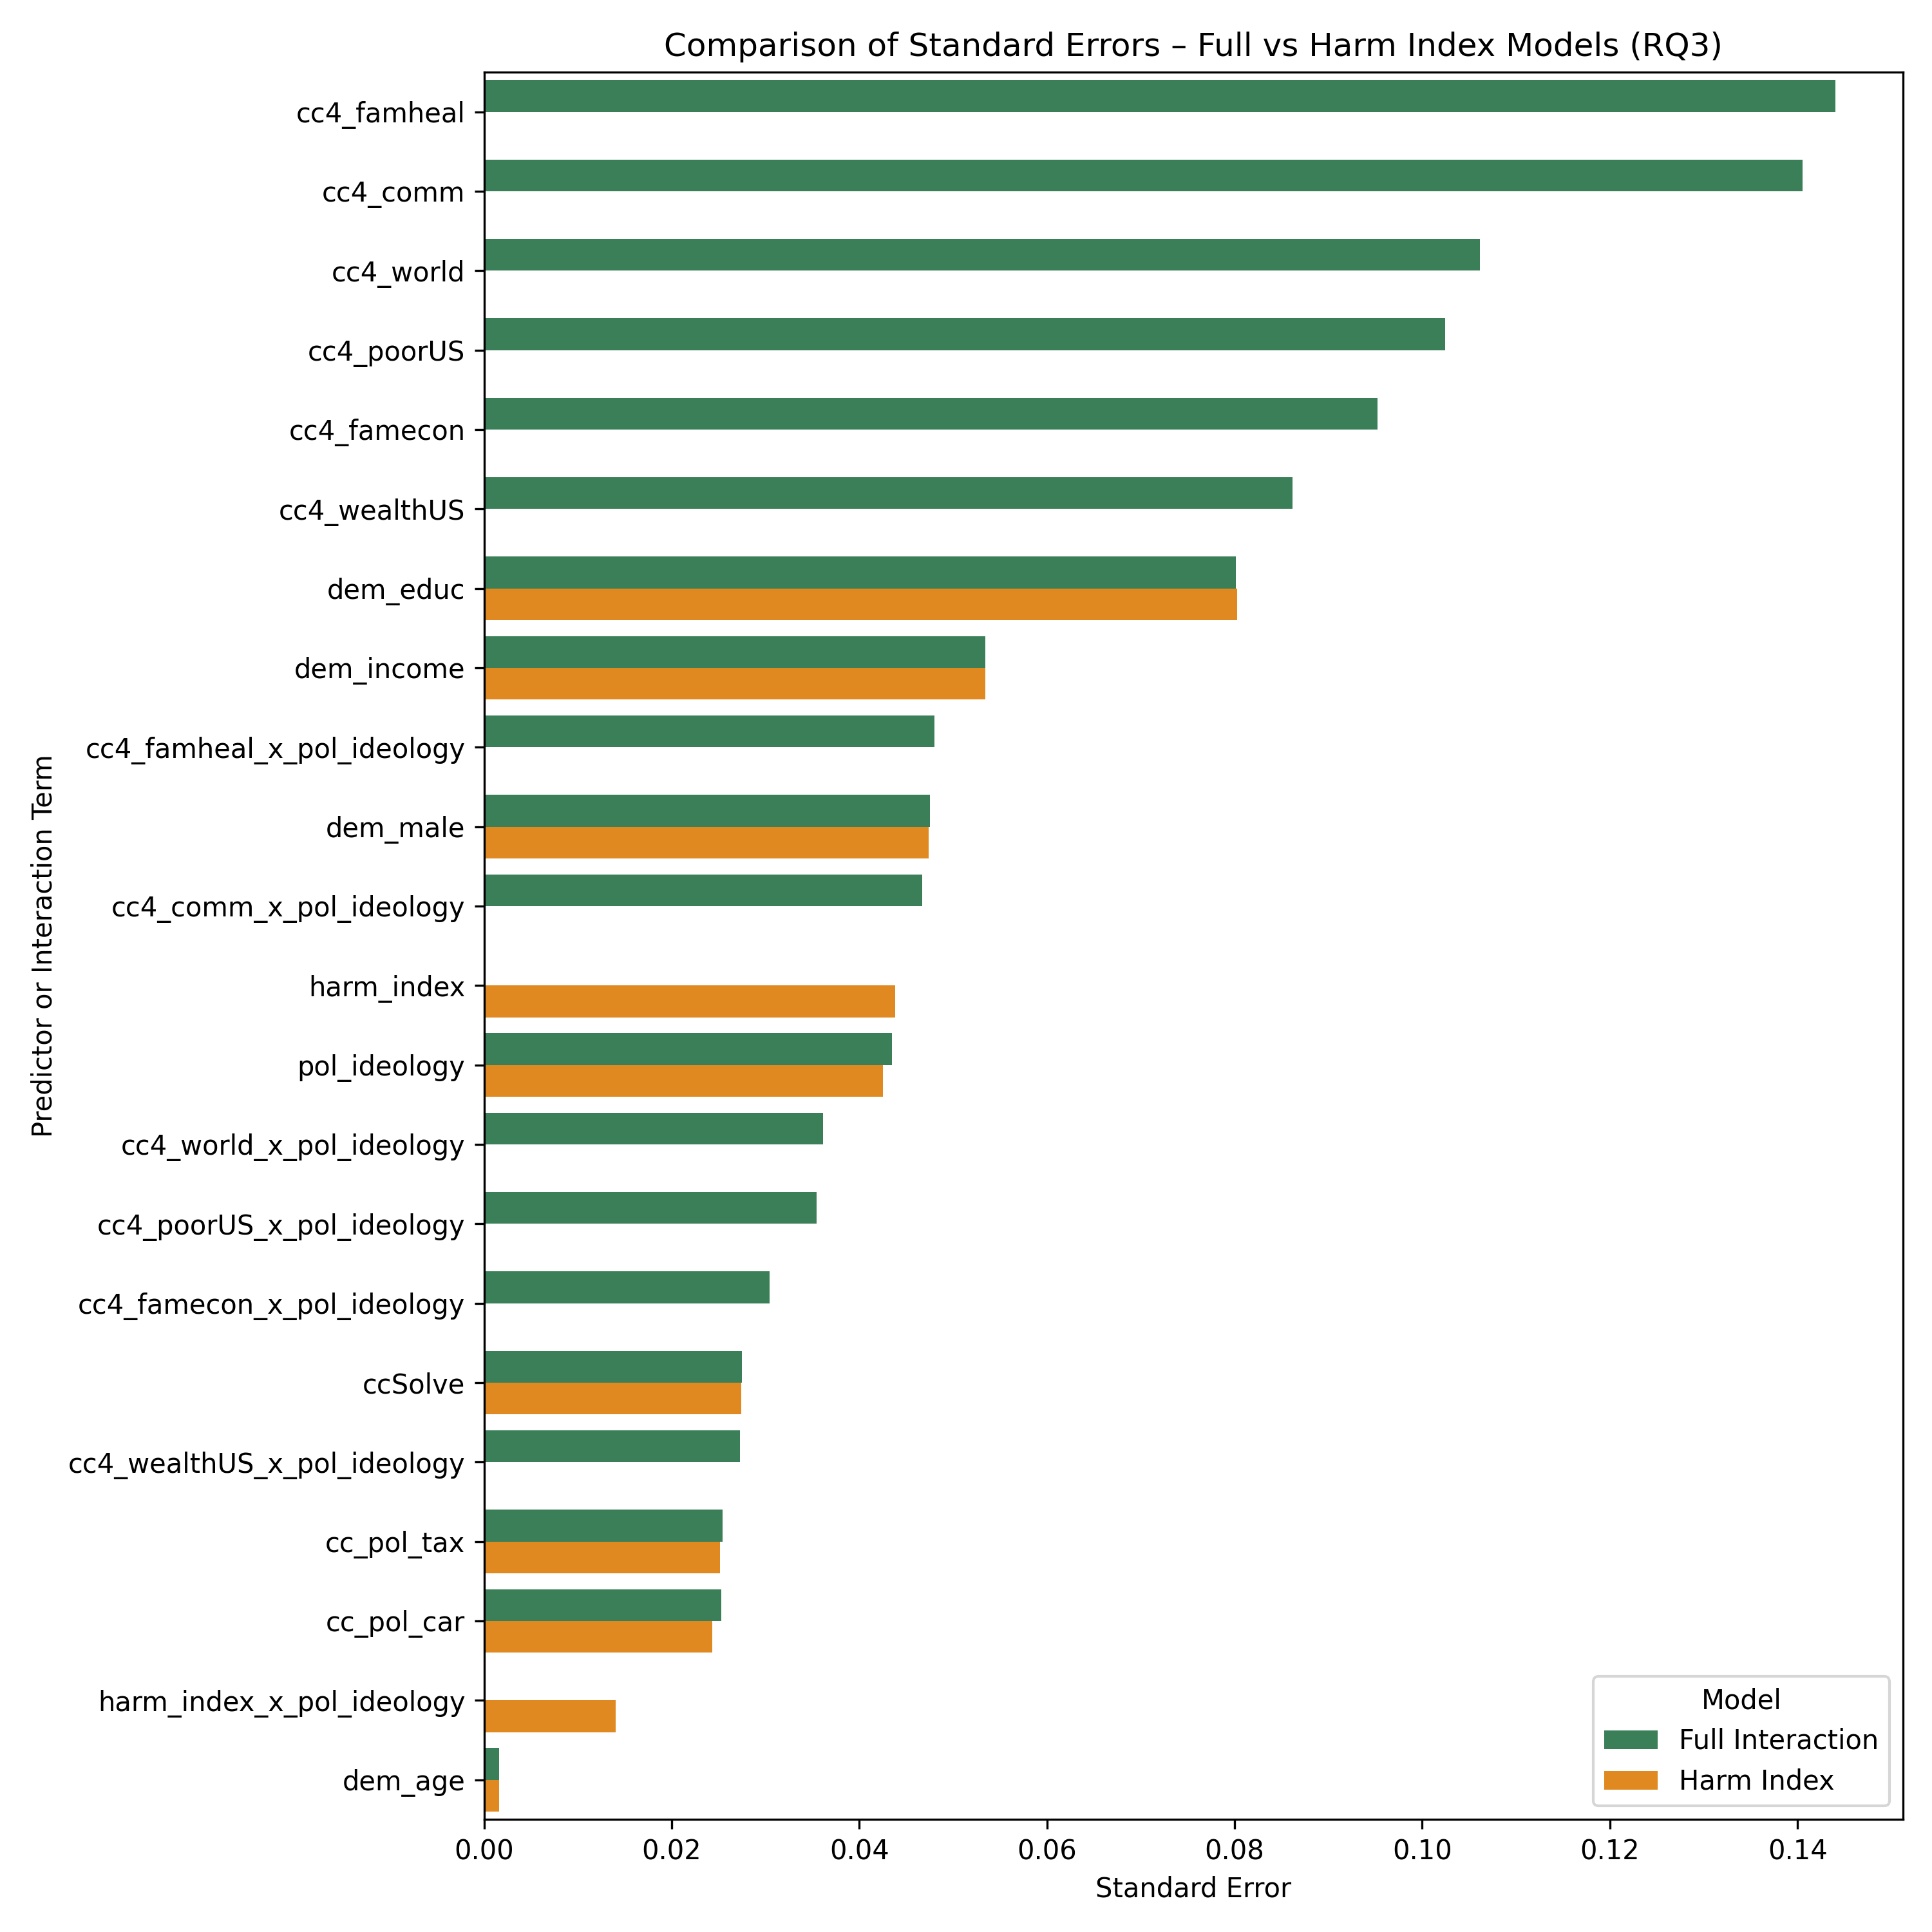 Comparison of Standard Errors – Full vs Harm Index Models (RQ3)
Predictor or Interaction Term
cc4_famheal
cc4_comm
cc4_world
cc4_poorUS
cc4_famecon
cc4_wealthUS
dem_educ
dem_income
cc4_famheal_x_pol_ideology
dem_male
cc4_comm_x_pol_ideology
harm_index
pol_ideology
cc4_world_x_pol_ideology
cc4_poorUS_x_pol_ideology
cc4_famecon_x_pol_ideology
ccSolve
cc4_wealthUS_x_pol_ideology
cc_pol_tax
cc_pol_car
harm_index_x_pol_ideology
dem_age
Model
Full Interaction
Harm Index
0.00 0.02 0.04 0.06 0.08 0.10 0.12 0.14
Standard Error